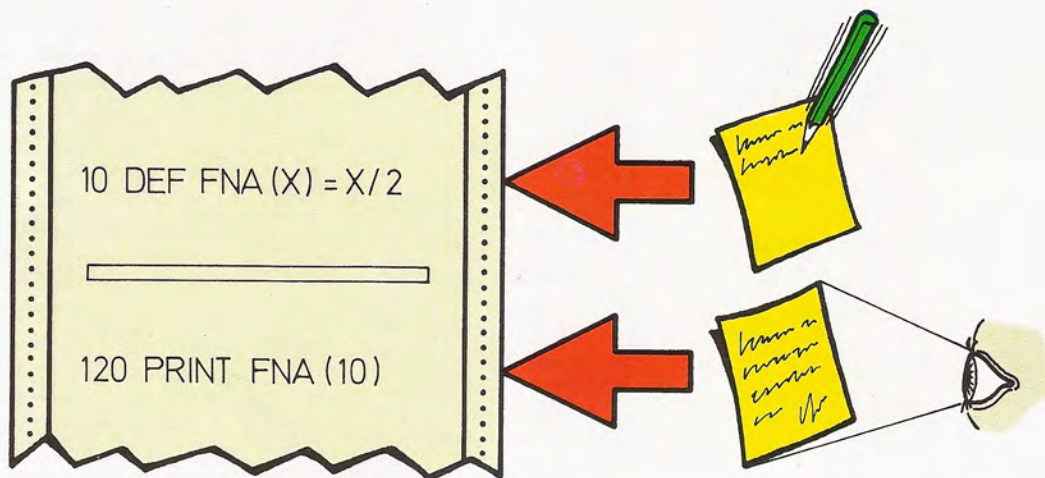 10 DEF FNA(X) = X/2
120 PRINT FNA(10)